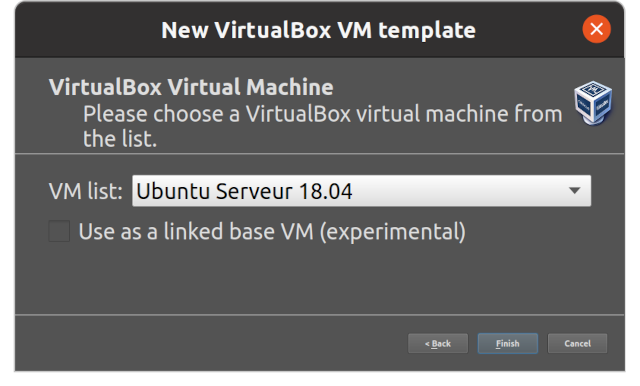 New VirtualBox VM template
VirtualBox Virtual Machine
Please choose a VirtualBox virtual machine from
the list.
VM list: Ubuntu Serveur 18.04
Use as a linked base VM (experimental)
< Back Finish Cancel